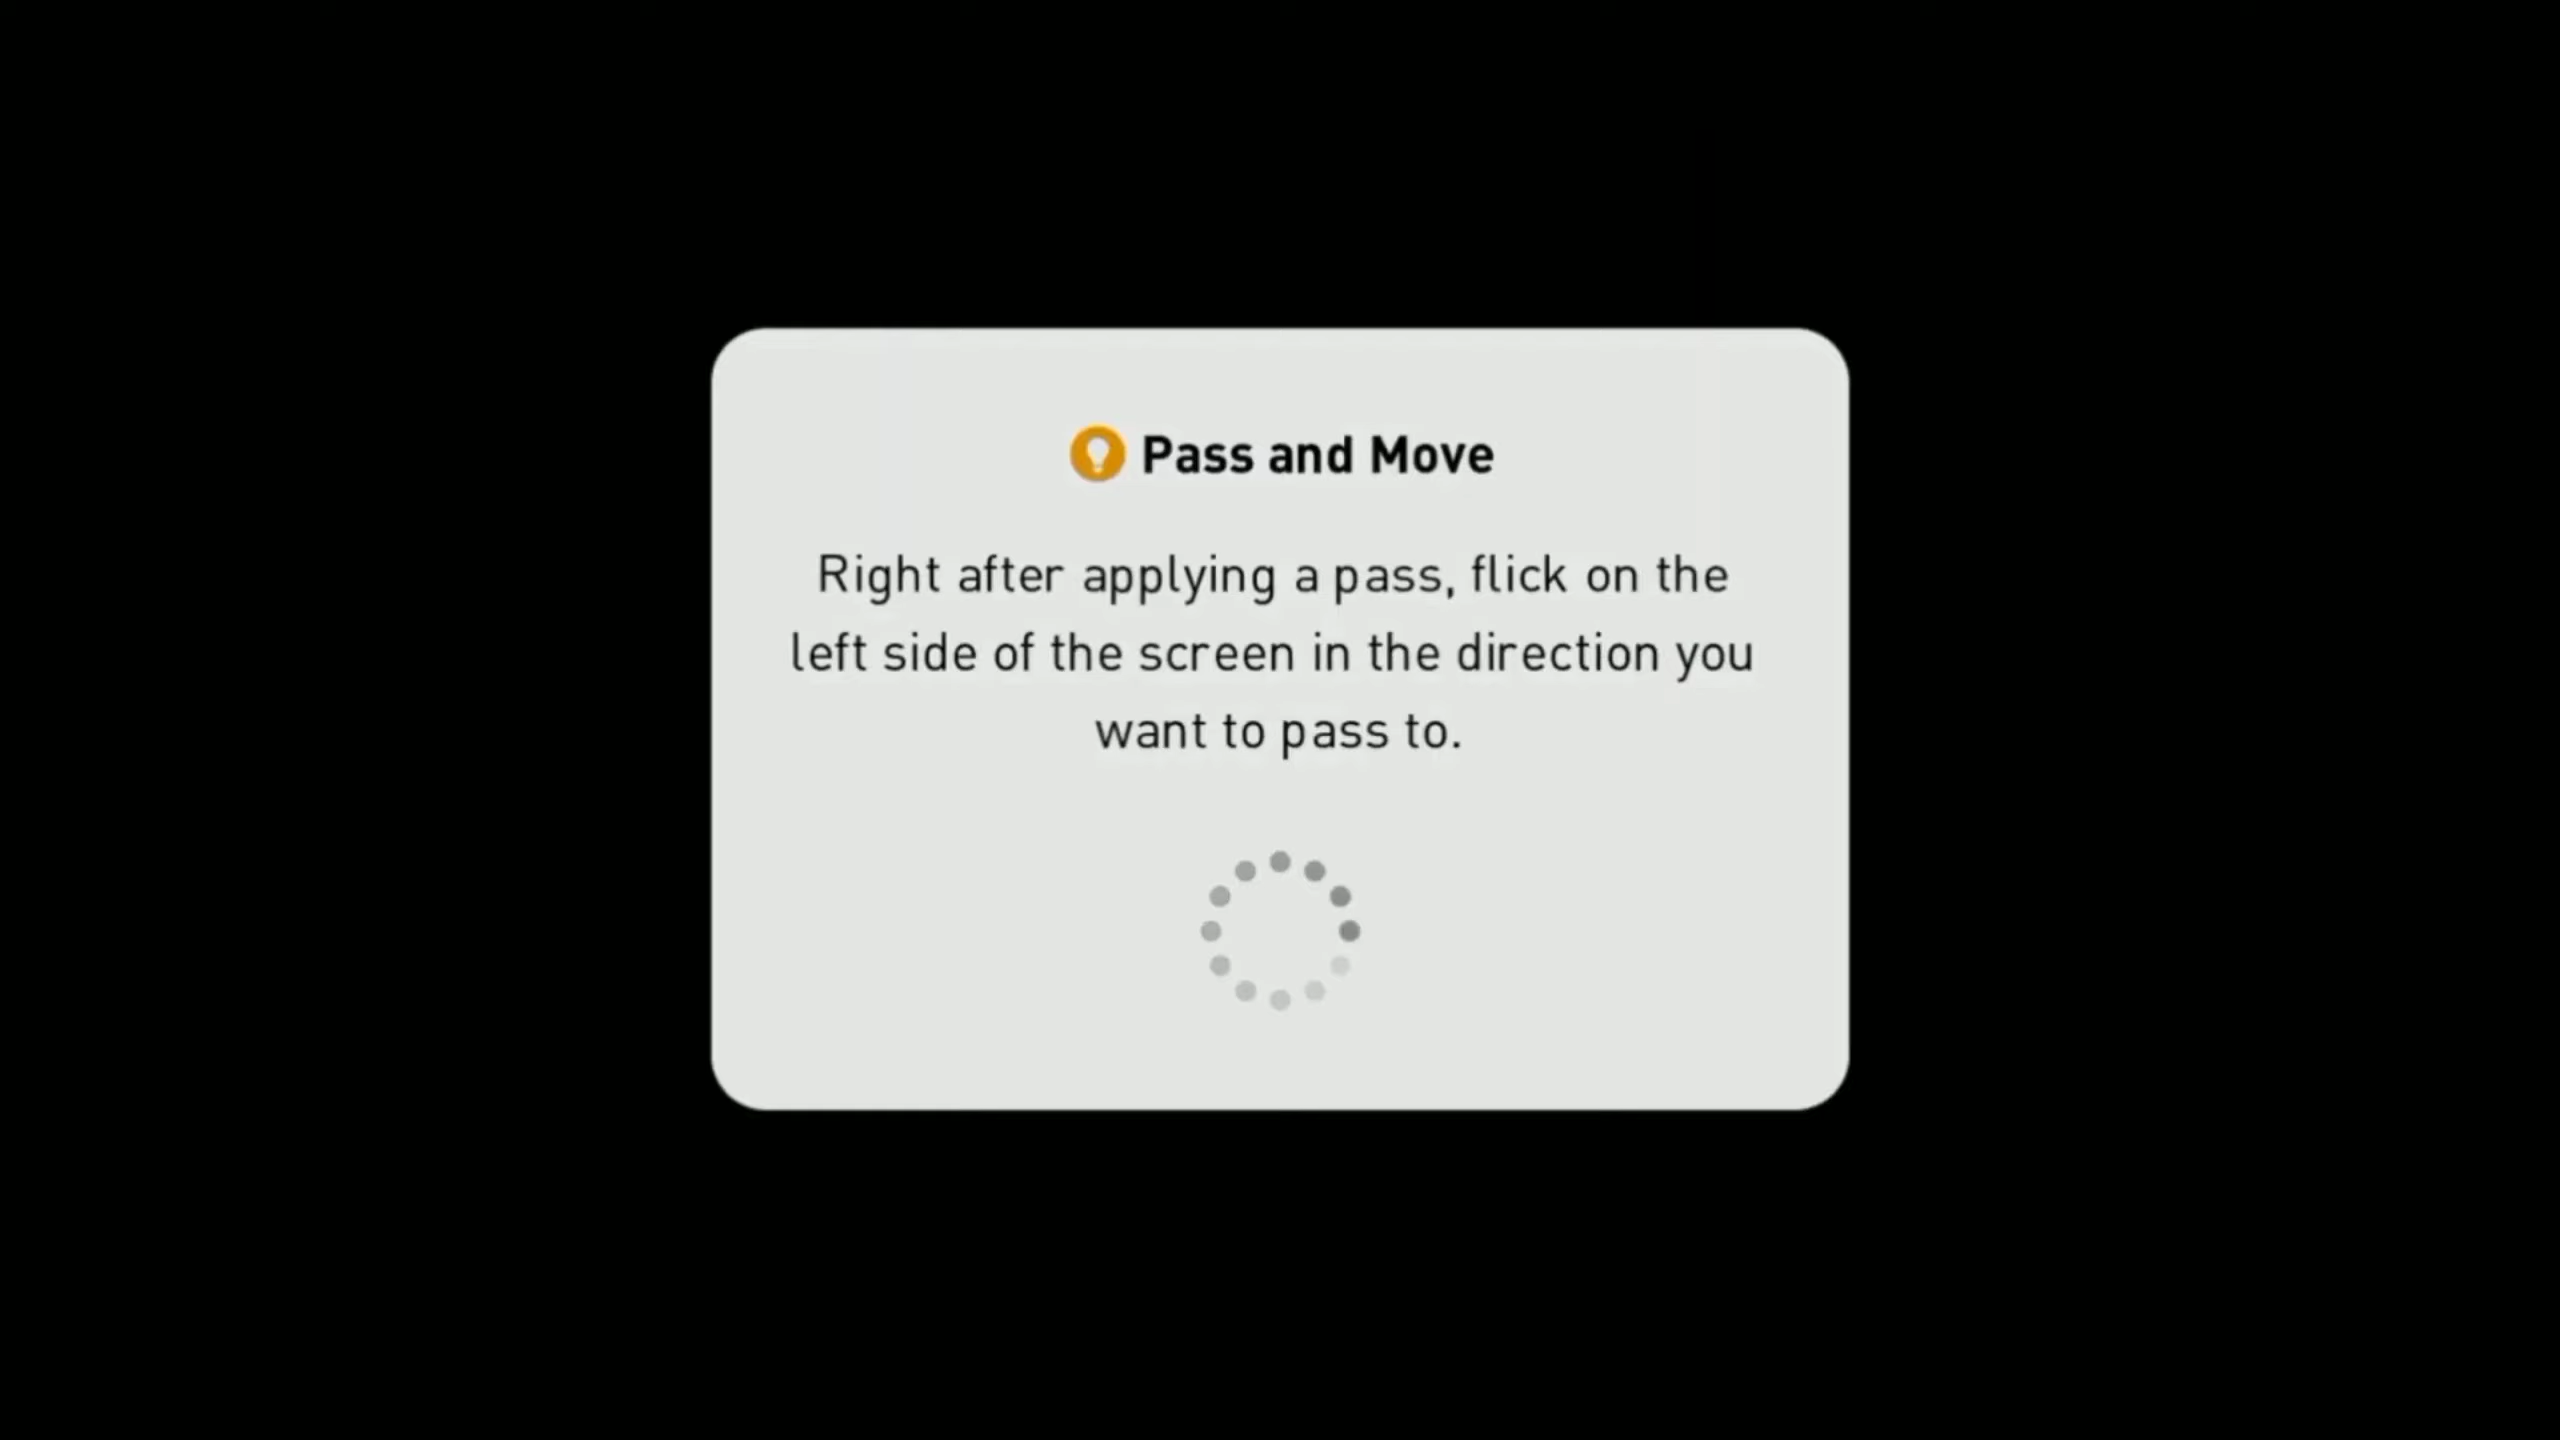 Pass and Move
Right after applying a pass, flick on the
left side of the screen in the direction you
want to pass to.